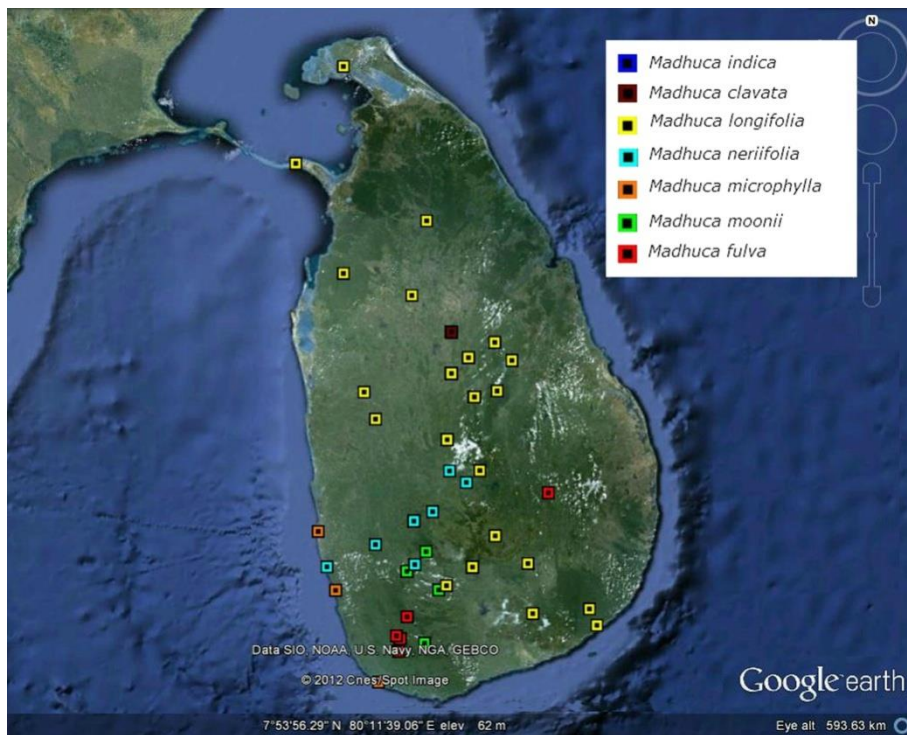 N
Madhuca indica
Madhuca clavata
Madhuca longifolia
Madhuca neriifolia
Madhuca microphylla
Madhuca moonii
Madhuca fulva
Data SIO, NOAA, U.S. Navy, NGA, GEBCO
© 2012 Cnes/Spot Image
Google earth
7°53'56.29" N 80°11'39.06" E elev 62 m
Eye alt 593.63 km